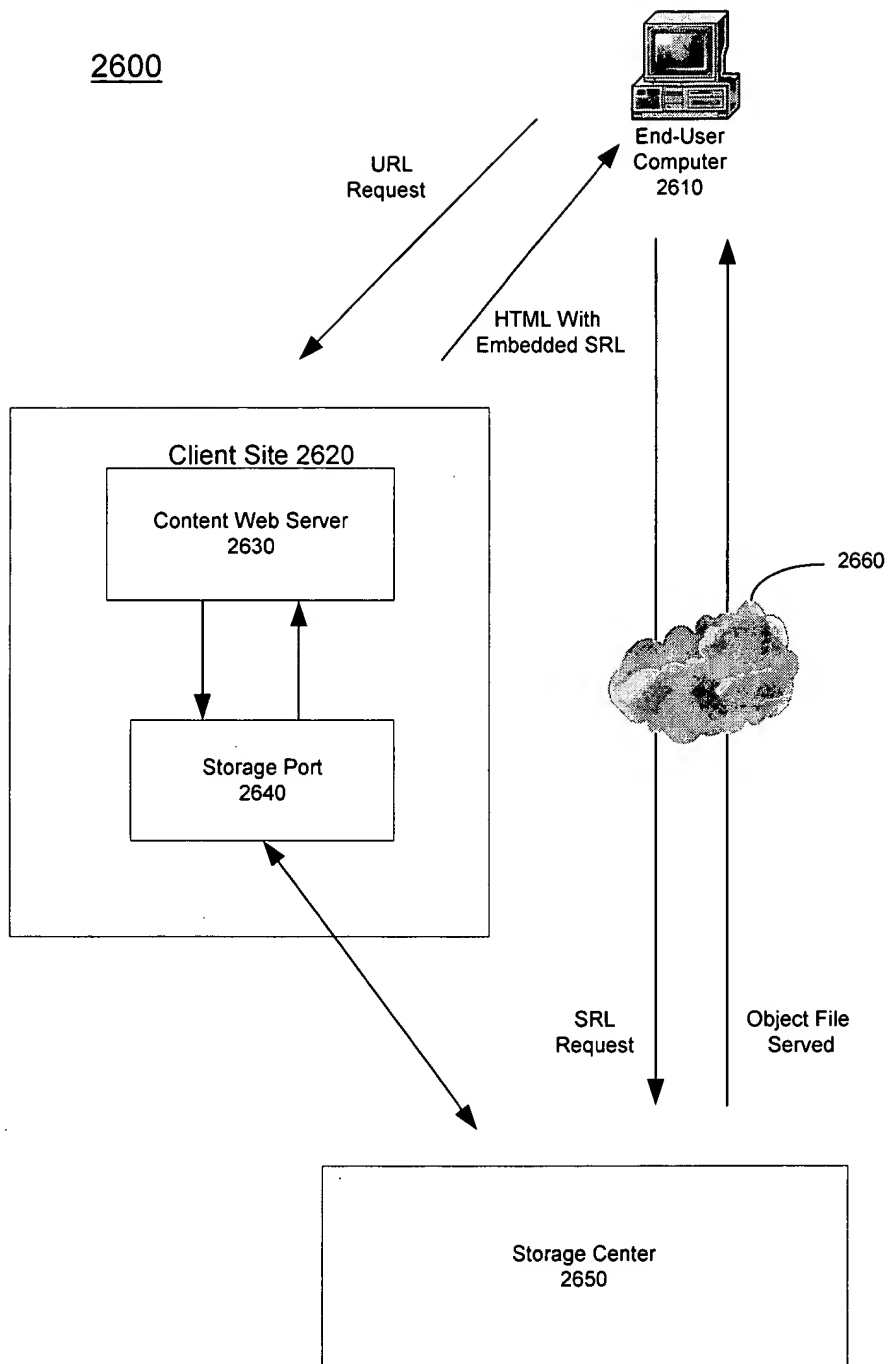 2600
End-User
Computer
2610
URL
Request
HTML With
Embedded SRL
Client Site 2620
Content Web Server
2630
2660
Storage Port
2640
SRL
Request
Object File
Served
Storage Center
2650